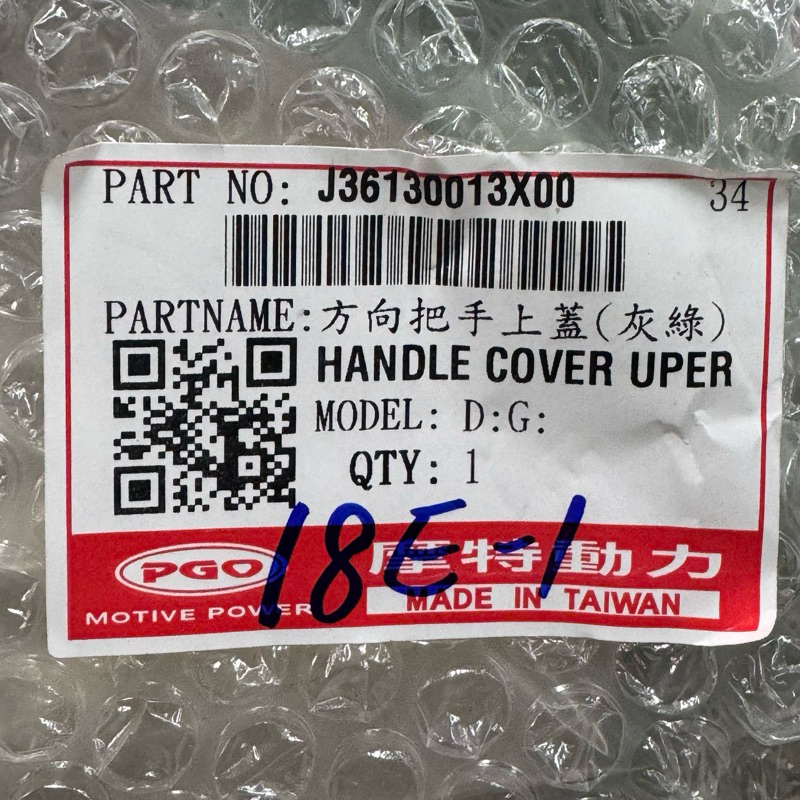 PART NO: J36130013X00
34
PARTNAME:方向把手上蓋(灰綠)
HANDLE COVER UPER
MODEL: D:G:
QTY: 1
18E-1
PGO 摩特動力
MOTIVE POWER MADE IN TAIWAN